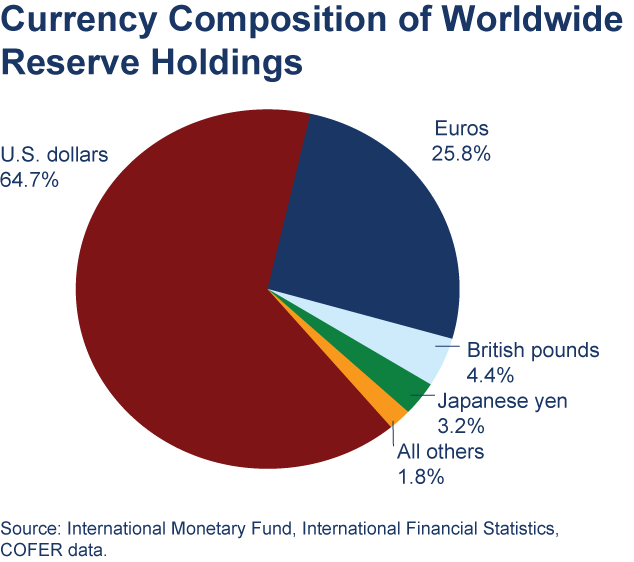 Currency Composition of Worldwide
Reserve Holdings
U.S. dollars
64.7%
Euros
25.8%
British pounds
4.4%
Japanese yen
3.2%
All others
1.8%
Source: International Monetary Fund, International Financial Statistics,
COFER data.